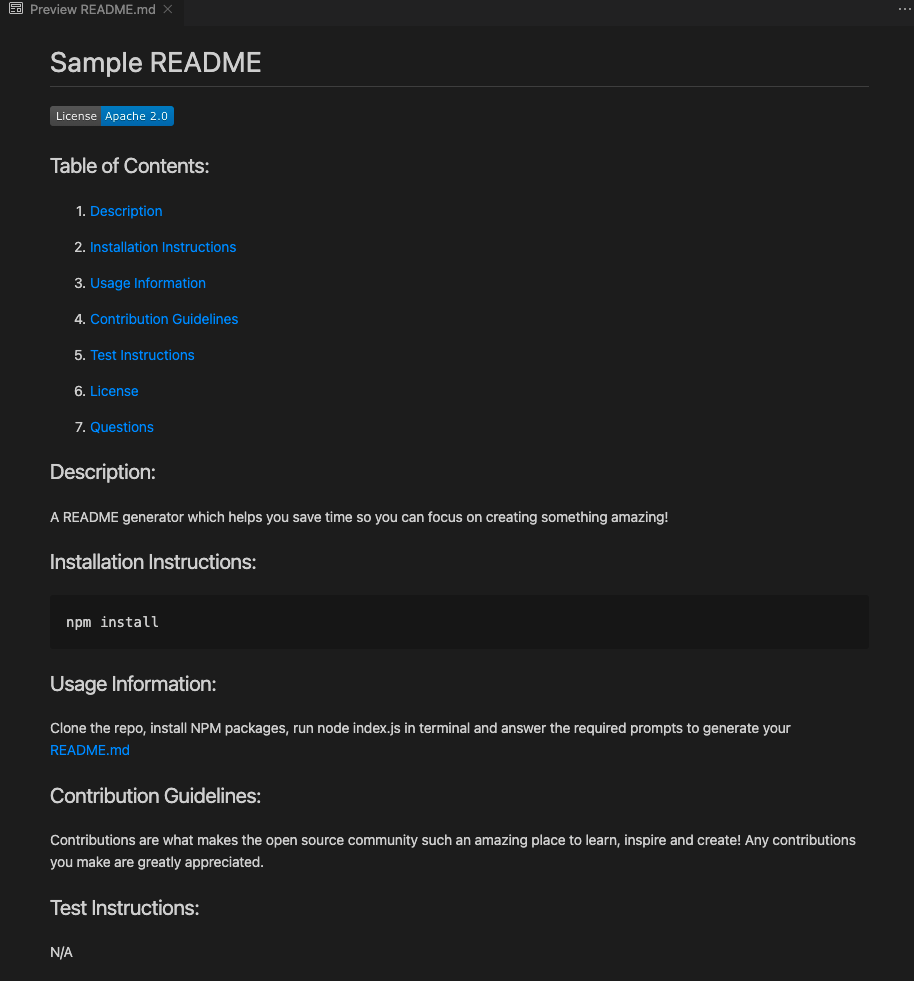 Preview README.md
Sample README
License Apache 2.0
Table of Contents:
1. Description
2. Installation Instructions
3. Usage Information
4. Contribution Guidelines
5. Test Instructions
6. License
7. Questions
Description:
A README generator which helps you save time so you can focus on creating something amazing!
Installation Instructions:
npm install
Usage Information:
Clone the repo, install NPM packages, run node index.js in terminal and answer the required prompts to generate your
README.md
Contribution Guidelines:
Contributions are what makes the open source community such an amazing place to learn, inspire and create! Any contributions
you make are greatly appreciated.
Test Instructions:
N/A